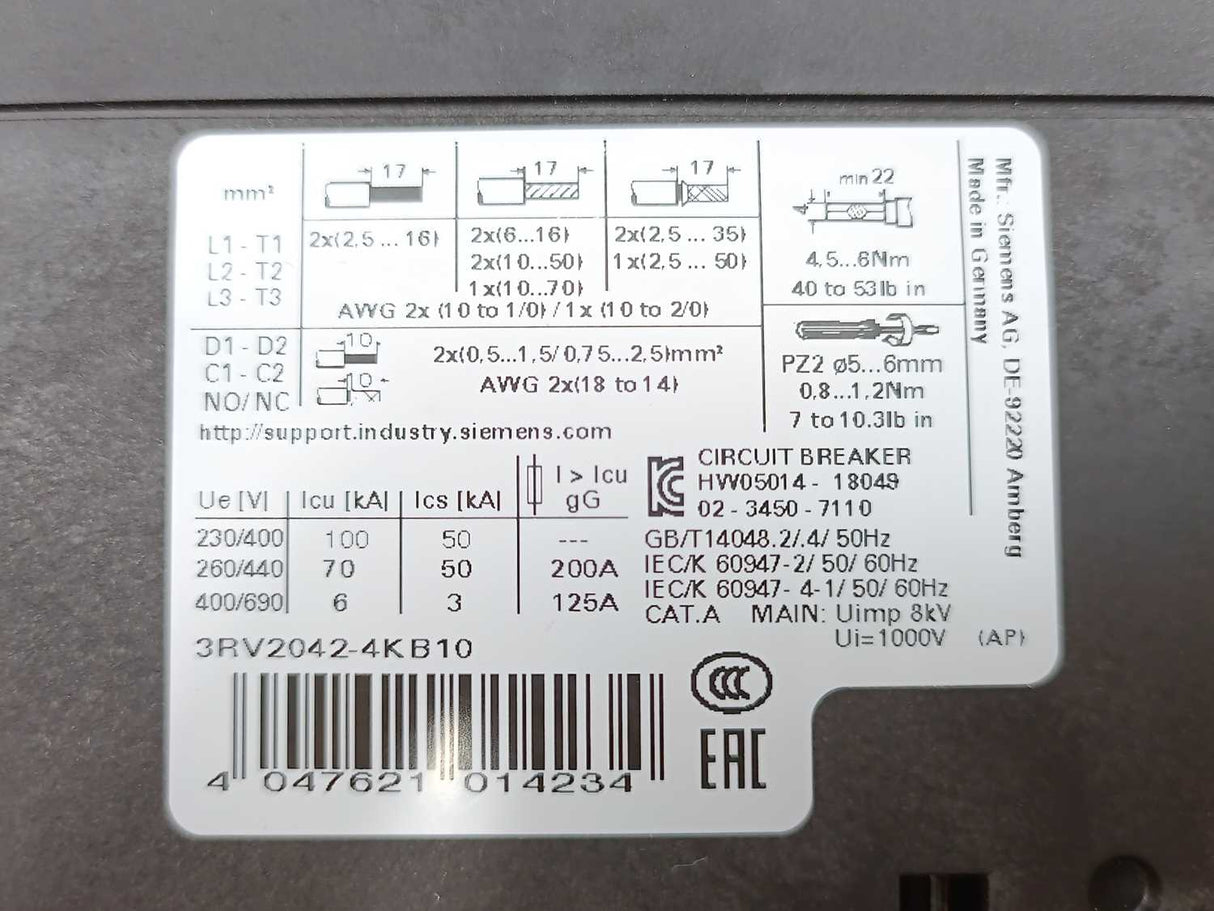 mm²
17
17
17
min 22
4
L1 - T1
L2 - T2
L3 - T3
2x(2,5 ... 16)
2x(6...16)
2x(10...50)
1x(10...70)
2x(2,5 ... 35)
1x(2,5 ... 50)
AWG 2x (10 to 1/0) / 1x (10 to 2/0)
4,5...6Nm
40 to 53lb in
D1 - D2
C1 - C2
NO/NC
10
10
2x(0,5...1,5/0,75...2,5)mm²
AWG 2x(18 to 14)
PZ2 ø5...6mm
0,8...1,2Nm
7 to 10.3lb in
Mfr.: Siemens AG, DE-92220 Amberg
Made in Germany
http://support.industry.siemens.com
Ue [V] Icu [kA] Ics [kA] I > Icu gG
230/400 100 50 ---
260/440 70 50 200A
400/690 6 3 125A
CIRCUIT BREAKER
HW05014 - 18049
02 - 3450 - 7110
GB/T14048.2/.4/ 50Hz
IEC/K 60947-2/ 50/ 60Hz
IEC/K 60947- 4-1/ 50/ 60Hz
CAT.A MAIN: Uimp 8kV
Ui=1000V (AP)
3RV2042-4KB10
CCC
EAC
4 047621 014234